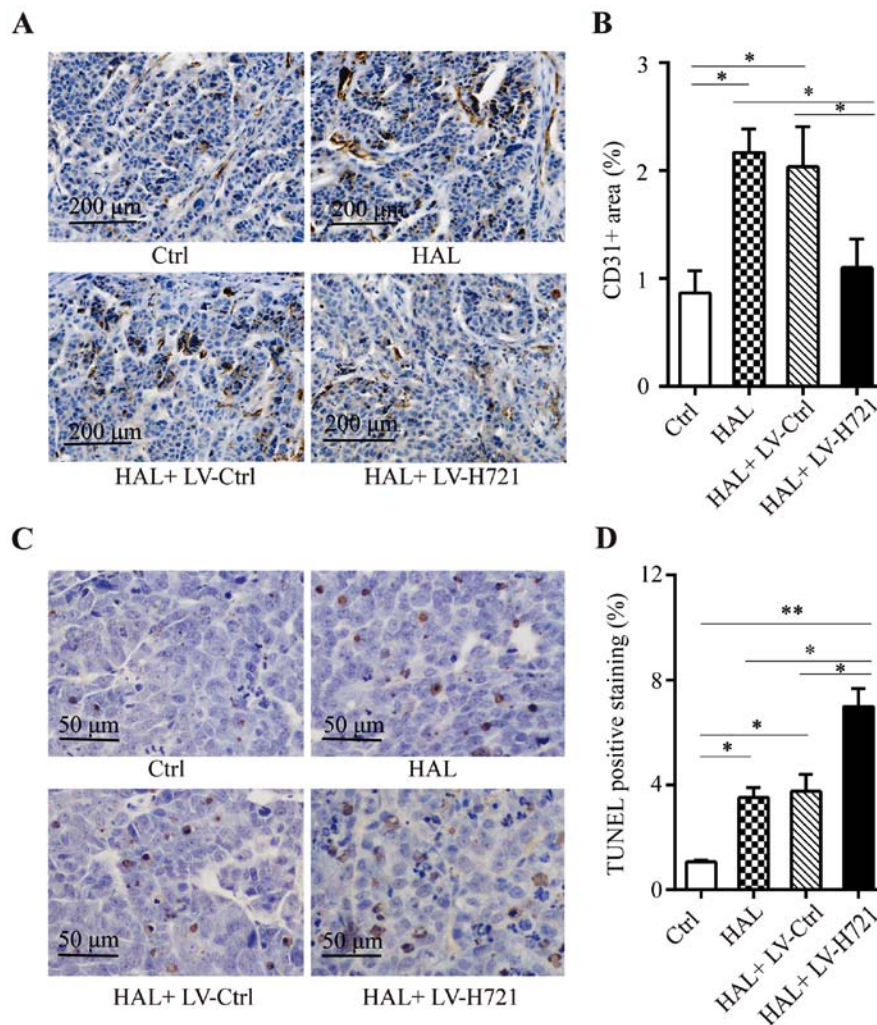 A
200 μm
Ctrl
200 μm
HAL
200 μm
HAL+ LV-Ctrl
200 μm
HAL+ LV-H721
B
CD31+ area (%)
3
2
1
0
*
*
*
*
Ctrl
HAL
HAL+ LV-Ctrl
HAL+ LV-H721
C
50 μm
Ctrl
50 μm
HAL
50 μm
HAL+ LV-Ctrl
50 μm
HAL+ LV-H721
D
TUNEL positive staining (%)
12
8
4
0
**
*
*
*
*
Ctrl
HAL
HAL+ LV-Ctrl
HAL+ LV-H721